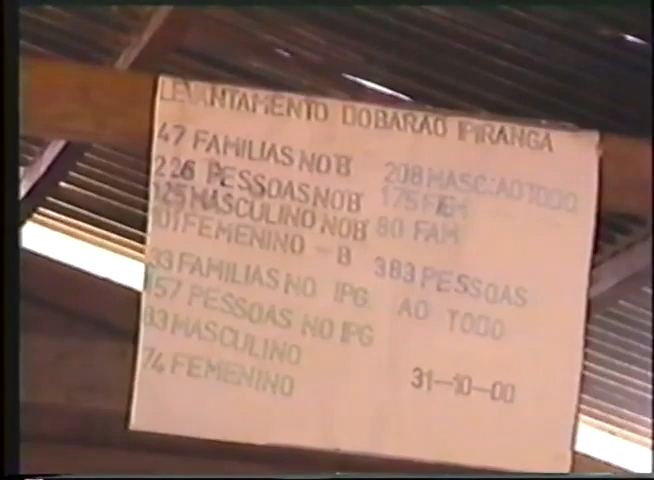 LEVANTAMENTO DO BARAO IPIRANGA
47 FAMILIAS NO B
226 PESSOAS NO B
125 MASCULINO NO B
101 FEMENINO - B
33 FAMILIAS NO IPG
157 PESSOAS NO IPG
83 MASCULINO
74 FEMENINO
208 MASC: AO TODO
175 FEM
80 FAM
383 PESSOAS
AO TODO
31-10-00